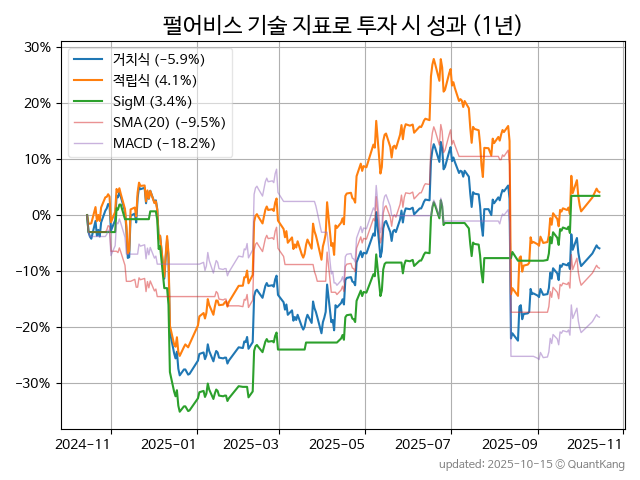 펄어비스 기술 지표로 투자 시 성과 (1년)
거치식 (−5.9%)
적립식 (4.1%)
SigM (3.4%)
SMA(20) (−9.5%)
MACD (−18.2%)
30%
20%
10%
0%
−10%
−20%
−30%
2024-11
2025-01
2025-03
2025-05
2025-07
2025-09
2025-11
updated: 2025-10-15 ⓒ QuantKang